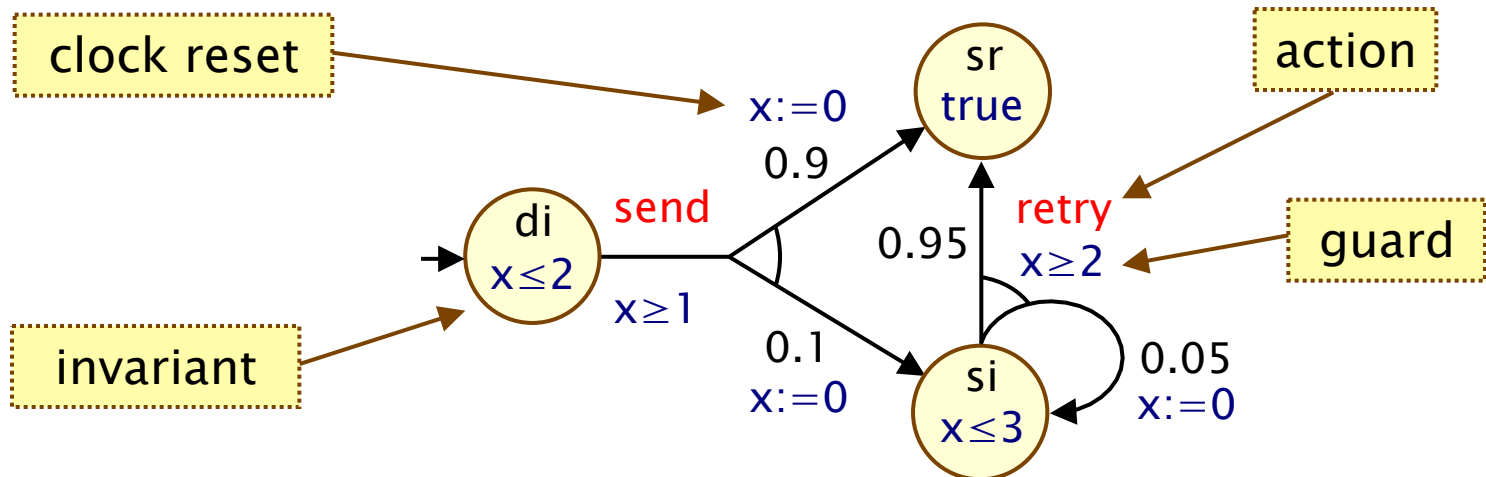 clock reset
x:=0
0.9
sr
true
action
di
x≤2
send
x≥1
0.95
retry
x≥2
guard
invariant
0.1
x:=0
si
x≤3
0.05
x:=0